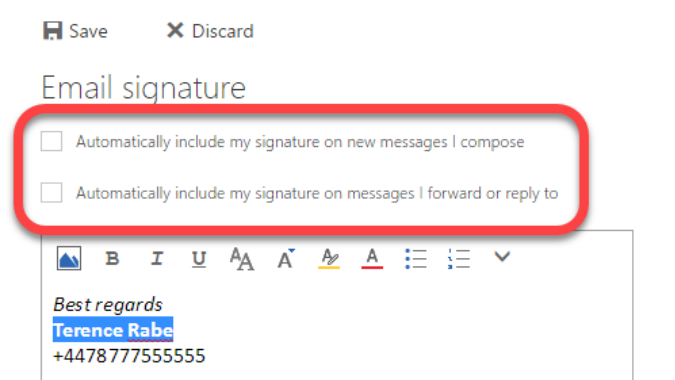 Save Discard
Email signature
Automatically include my signature on new messages I compose
Automatically include my signature on messages I forward or reply to
B I U AA A A A
Best regards
Terence Rabe
+4478777555555